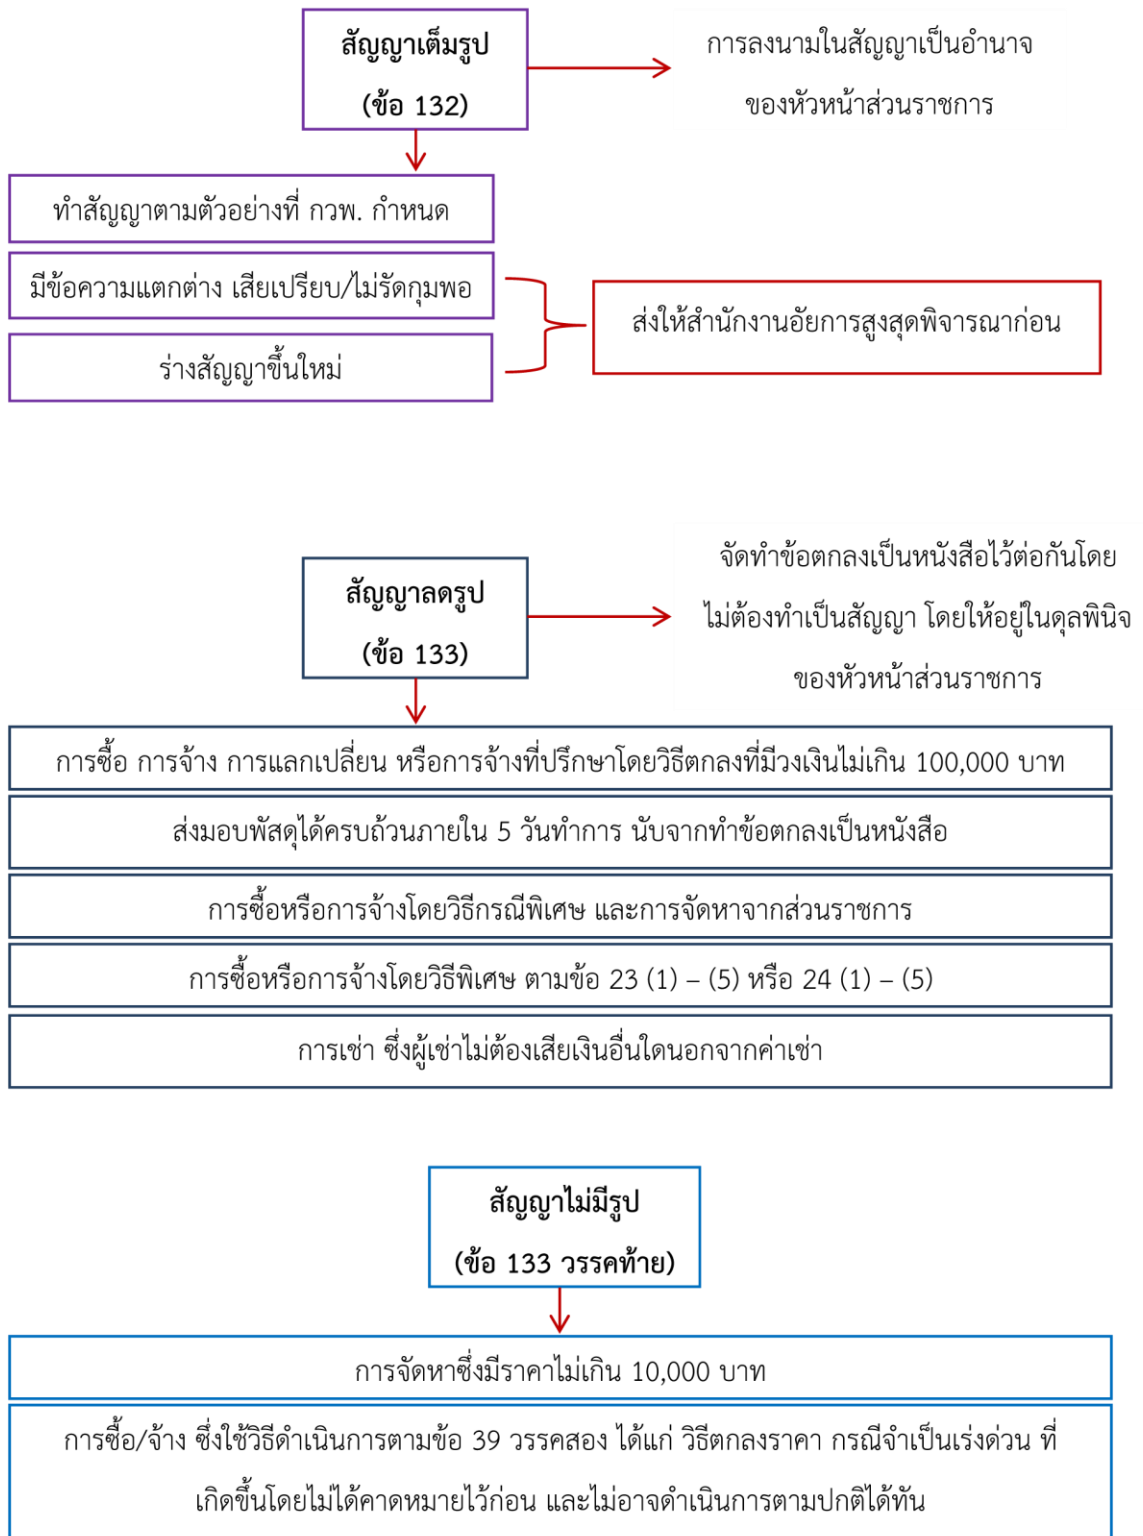 สัญญาเต็มรูป
(ข้อ 132)
การลงนามในสัญญาเป็นอำนาจ
ของหัวหน้าส่วนราชการ
ทำสัญญาตามตัวอย่างที่ กวพ. กำหนด
มีข้อความแตกต่าง เสียเปรียบ/ไม่รัดกุมพอ
ร่างสัญญาขึ้นใหม่
ส่งให้สำนักงานอัยการสูงสุดพิจารณาก่อน
สัญญาลดรูป
(ข้อ 133)
จัดทำข้อตกลงเป็นหนังสือไว้ต่อกันโดย
ไม่ต้องทำเป็นสัญญา โดยให้อยู่ในดุลพินิจ
ของหัวหน้าส่วนราชการ
การซื้อ การจ้าง การแลกเปลี่ยน หรือการจ้างที่ปรึกษาโดยวิธีตกลงที่มีวงเงินไม่เกิน 100,000 บาท
ส่งมอบพัสดุได้ครบถ้วนภายใน 5 วันทำการ นับจากทำข้อตกลงเป็นหนังสือ
การซื้อหรือการจ้างโดยวิธีกรณีพิเศษ และการจัดหาจากส่วนราชการ
การซื้อหรือการจ้างโดยวิธีพิเศษ ตามข้อ 23 (1) – (5) หรือ 24 (1) – (5)
การเช่า ซึ่งผู้เช่าไม่ต้องเสียเงินอื่นใดนอกจากค่าเช่า
สัญญาไม่มีรูป
(ข้อ 133 วรรคท้าย)
การจัดหาซึ่งมีราคาไม่เกิน 10,000 บาท
การซื้อ/จ้าง ซึ่งใช้วิธีดำเนินการตามข้อ 39 วรรคสอง ได้แก่ วิธีตกลงราคา กรณีจำเป็นเร่งด่วน ที่
เกิดขึ้นโดยไม่ได้คาดหมายไว้ก่อน และไม่อาจดำเนินการตามปกติได้ทัน